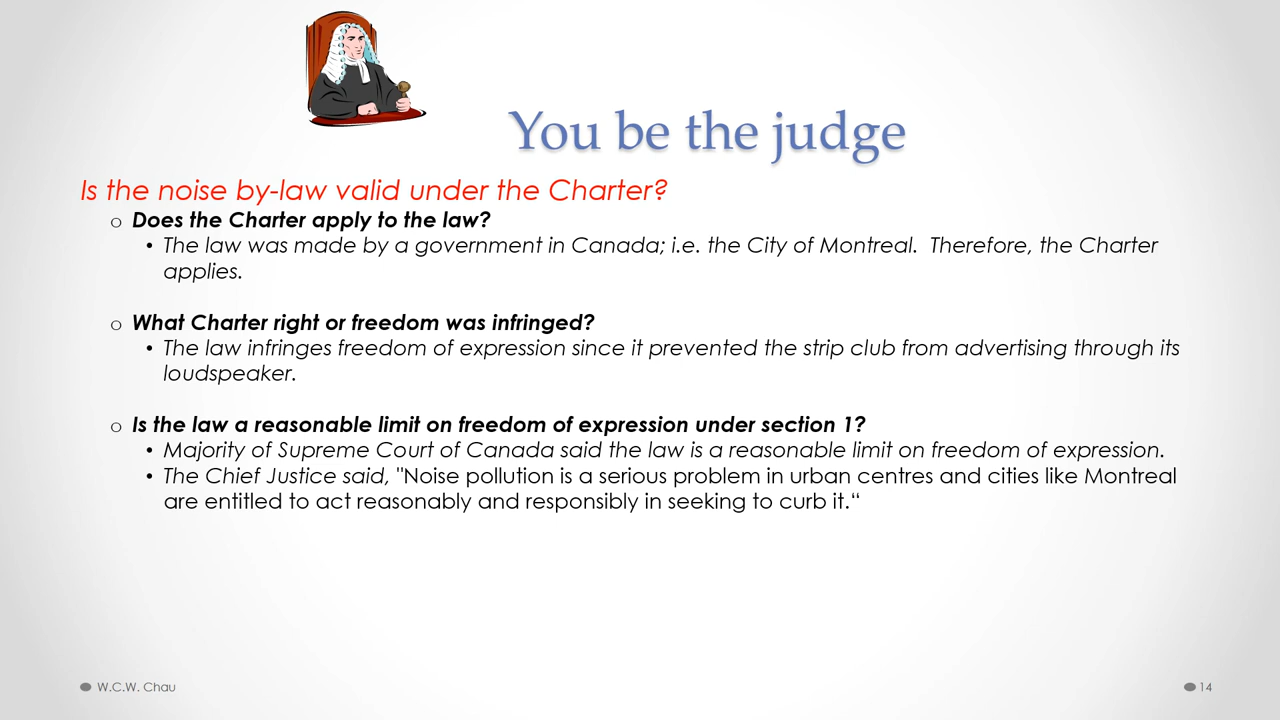 You be the judge
Is the noise by-law valid under the Charter?
o Does the Charter apply to the law?
• The law was made by a government in Canada; i.e. the City of Montreal.  Therefore, the Charter
applies.
o What Charter right or freedom was infringed?
• The law infringes freedom of expression since it prevented the strip club from advertising through its
loudspeaker.
o Is the law a reasonable limit on freedom of expression under section 1?
• Majority of Supreme Court of Canada said the law is a reasonable limit on freedom of expression.
• The Chief Justice said, "Noise pollution is a serious problem in urban centres and cities like Montreal
are entitled to act reasonably and responsibly in seeking to curb it.“
W.C.W. Chau
14